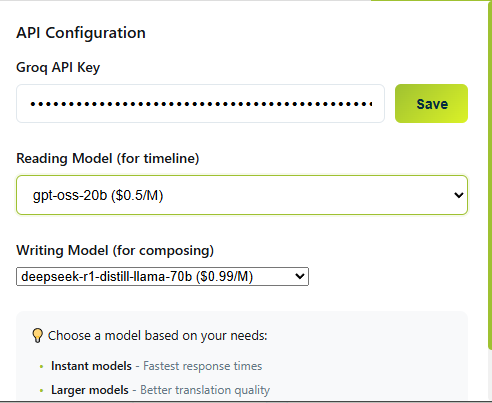 API Configuration
Groq API Key
••••••••••••••••••••••••••••••••••••••••••••
Save
Reading Model (for timeline)
gpt-oss-20b ($0.5/M)
Writing Model (for composing)
deepseek-r1-distill-llama-70b ($0.99/M)
💡 Choose a model based on your needs:
• Instant models - Fastest response times
• Larger models - Better translation quality